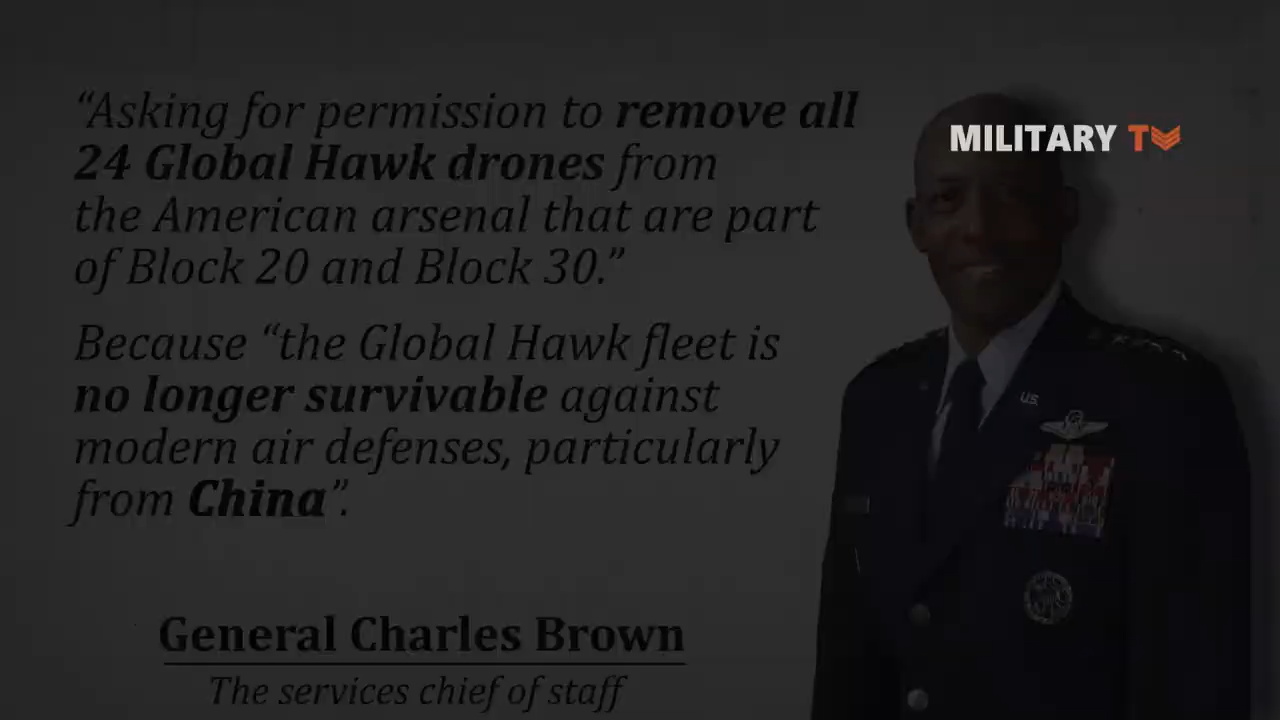 MILITARY TV
“Asking for permission to remove all
24 Global Hawk drones from
the American arsenal that are part
of Block 20 and Block 30.”
Because “the Global Hawk fleet is
no longer survivable against
modern air defenses, particularly
from China”.
U.S.
General Charles Brown
The services chief of staff